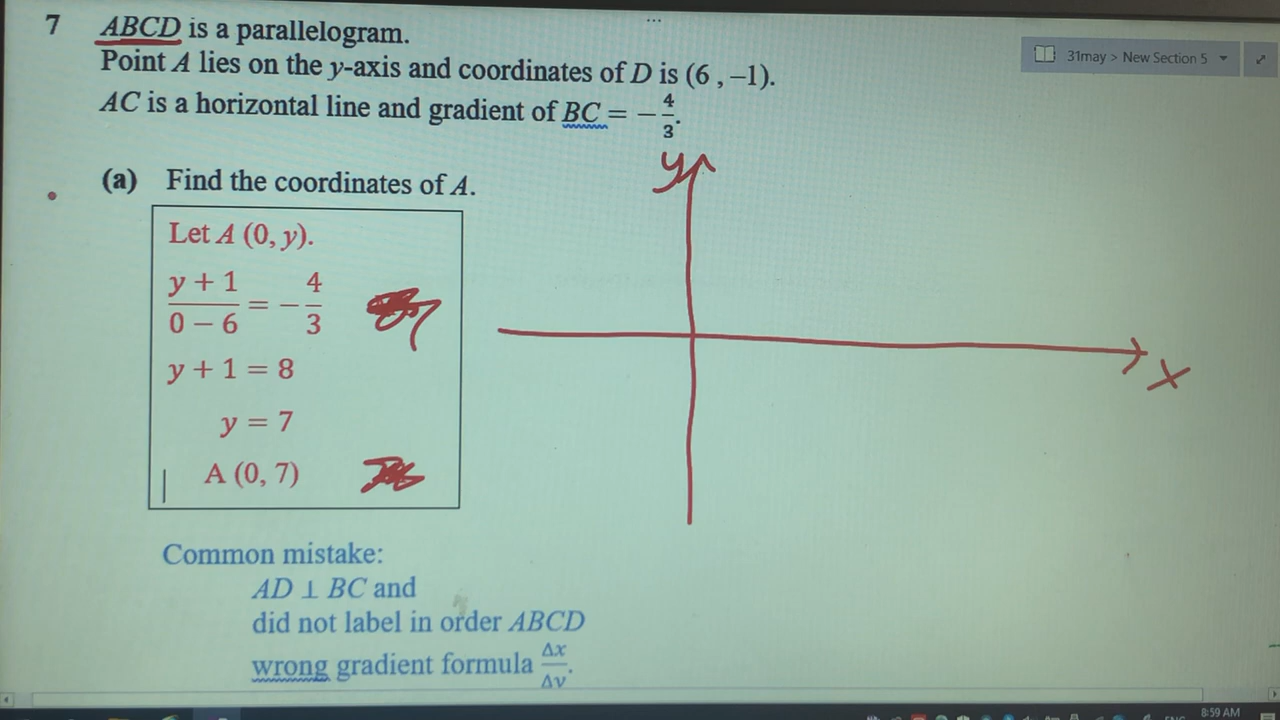 7 ABCD is a parallelogram.
Point A lies on the y-axis and coordinates of D is (6 , –1).
AC is a horizontal line and gradient of BC = − 4/3.
31may > New Section 5
(a) Find the coordinates of A.
Let A (0, y).
y + 1 / 0 − 6 = − 4/3
y + 1 = 8
y = 7
A (0, 7)
y
x
Common mistake:
AD ⊥ BC and
did not label in order ABCD
wrong gradient formula Δx/Δy.
8:59 AM